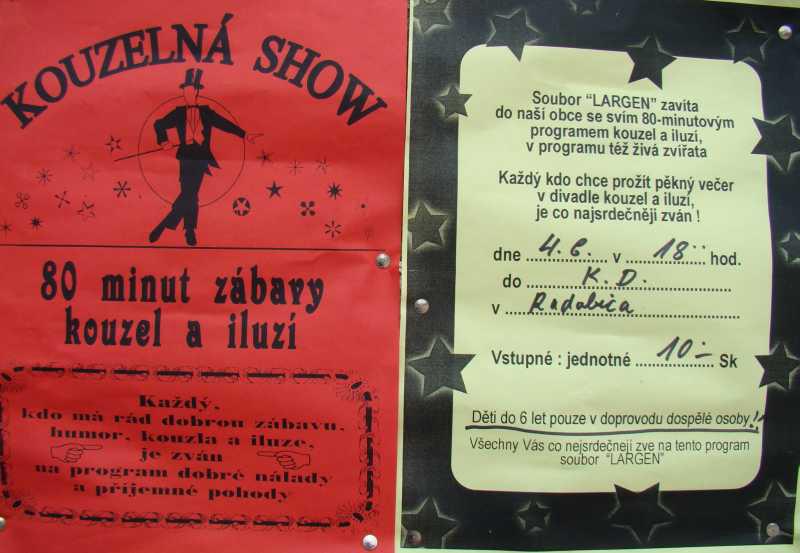 KOUZELNÁ SHOW
80 minut zábavy
kouzel a iluzí
Každý,
kdo má rád dobrou zábavu,
humor, kouzla a iluze,
je zván
na program dobré nálady
a příjemné pohody
Soubor "LARGEN" zavíta
do naší obce se svím 80-minutovým
programem kouzel a iluzí,
v programu též živá zvířata
Každý kdo chce prožít pěkný večer
v divadle kouzel a iluzí,
je co najsrdečněji zván !
dne 4.6. v 18 hod.
do K.D.
v Radobica
Vstupné : jednotné 10.- Sk
Děti do 6 let pouze v doprovodu dospělé osoby!!
Všechny Vás co nejsrdečneji zve na tento program
soubor "LARGEN"